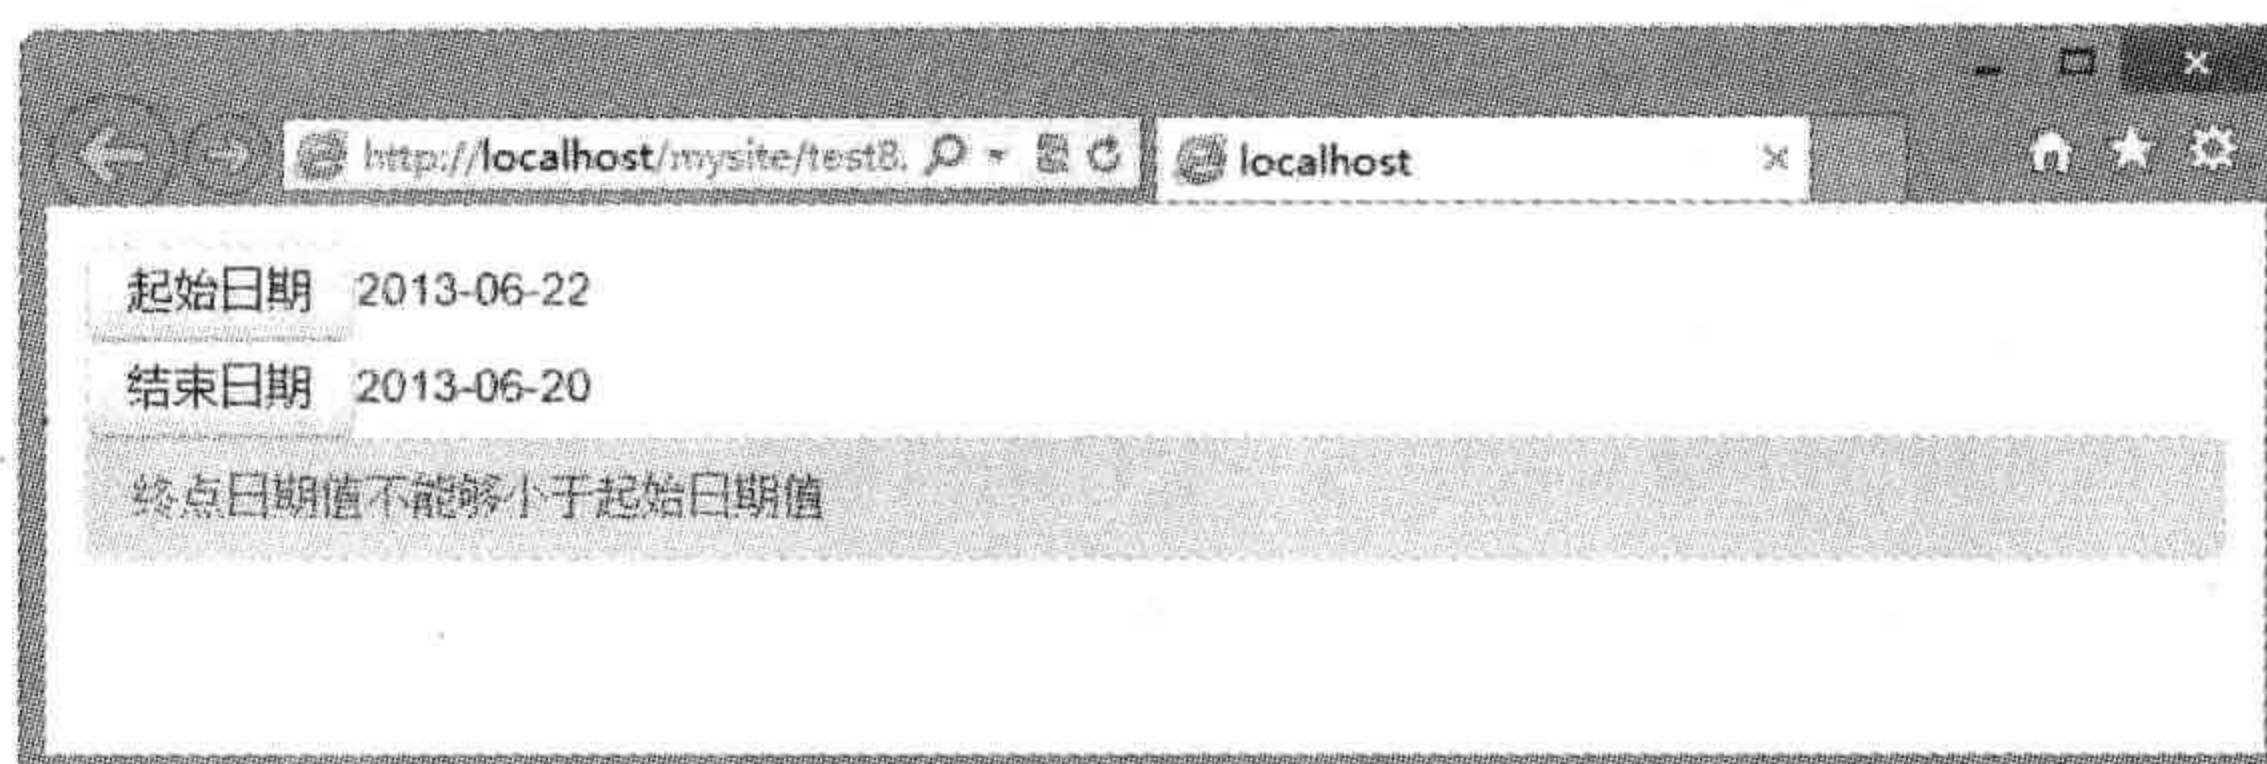 http://localhost/mysite/test8.
localhost
起始日期 2013-06-22
结束日期 2013-06-20
终点日期值不能够小于起始日期值